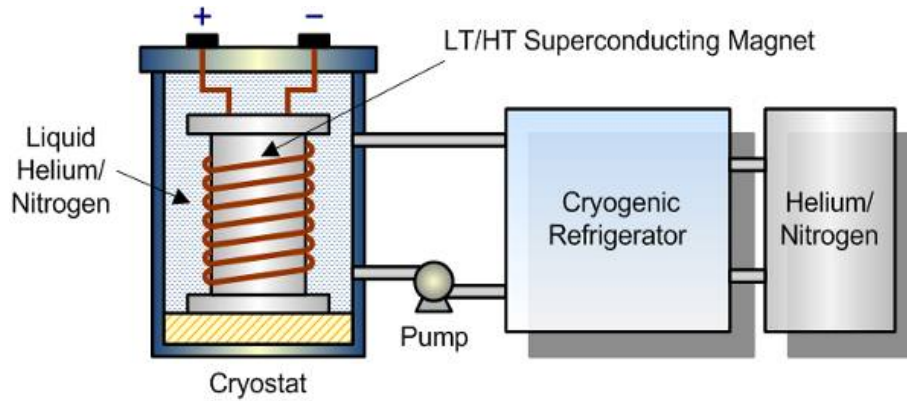 + −
LT/HT Superconducting Magnet
Liquid
Helium/
Nitrogen
Cryogenic
Refrigerator
Helium/
Nitrogen
Pump
Cryostat